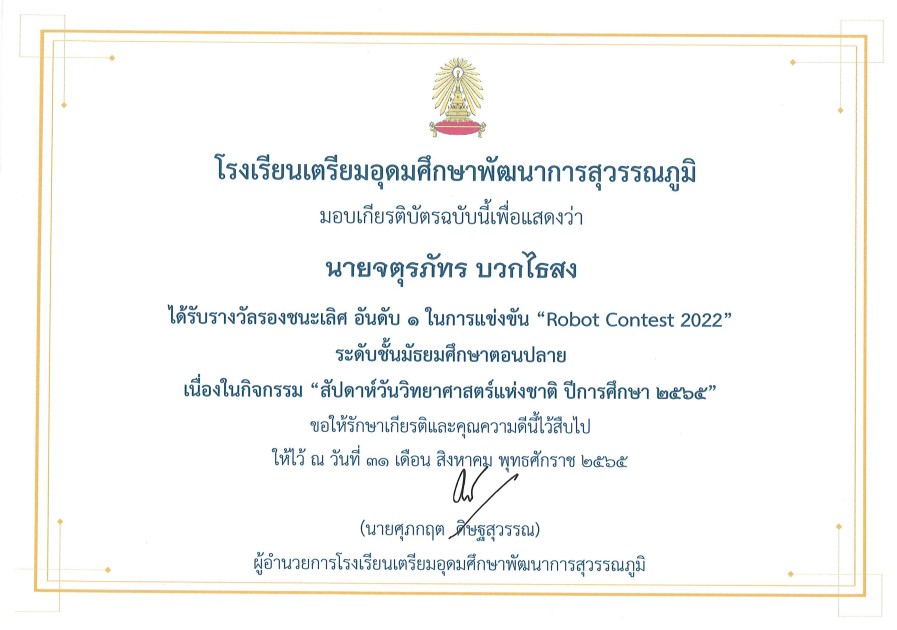 โรงเรียนเตรียมอุดมศึกษาพัฒนาการสุวรรณภูมิ
มอบเกียรติบัตรฉบับนี้เพื่อแสดงว่า
นายจตุรภัทร บวกไธสง
ได้รับรางวัลรองชนะเลิศ อันดับ ๑ ในการแข่งขัน “Robot Contest 2022”
ระดับชั้นมัธยมศึกษาตอนปลาย
เนื่องในกิจกรรม “สัปดาห์วันวิทยาศาสตร์แห่งชาติ ปีการศึกษา ๒๕๖๕”
ขอให้รักษาเกียรติและคุณความดีนี้ไว้สืบไป
ให้ไว้ ณ วันที่ ๓๑ เดือน สิงหาคม พุทธศักราช ๒๕๖๕
(นายศุภกฤต ดิษฐสุวรรณ)
ผู้อำนวยการโรงเรียนเตรียมอุดมศึกษาพัฒนาการสุวรรณภูมิ